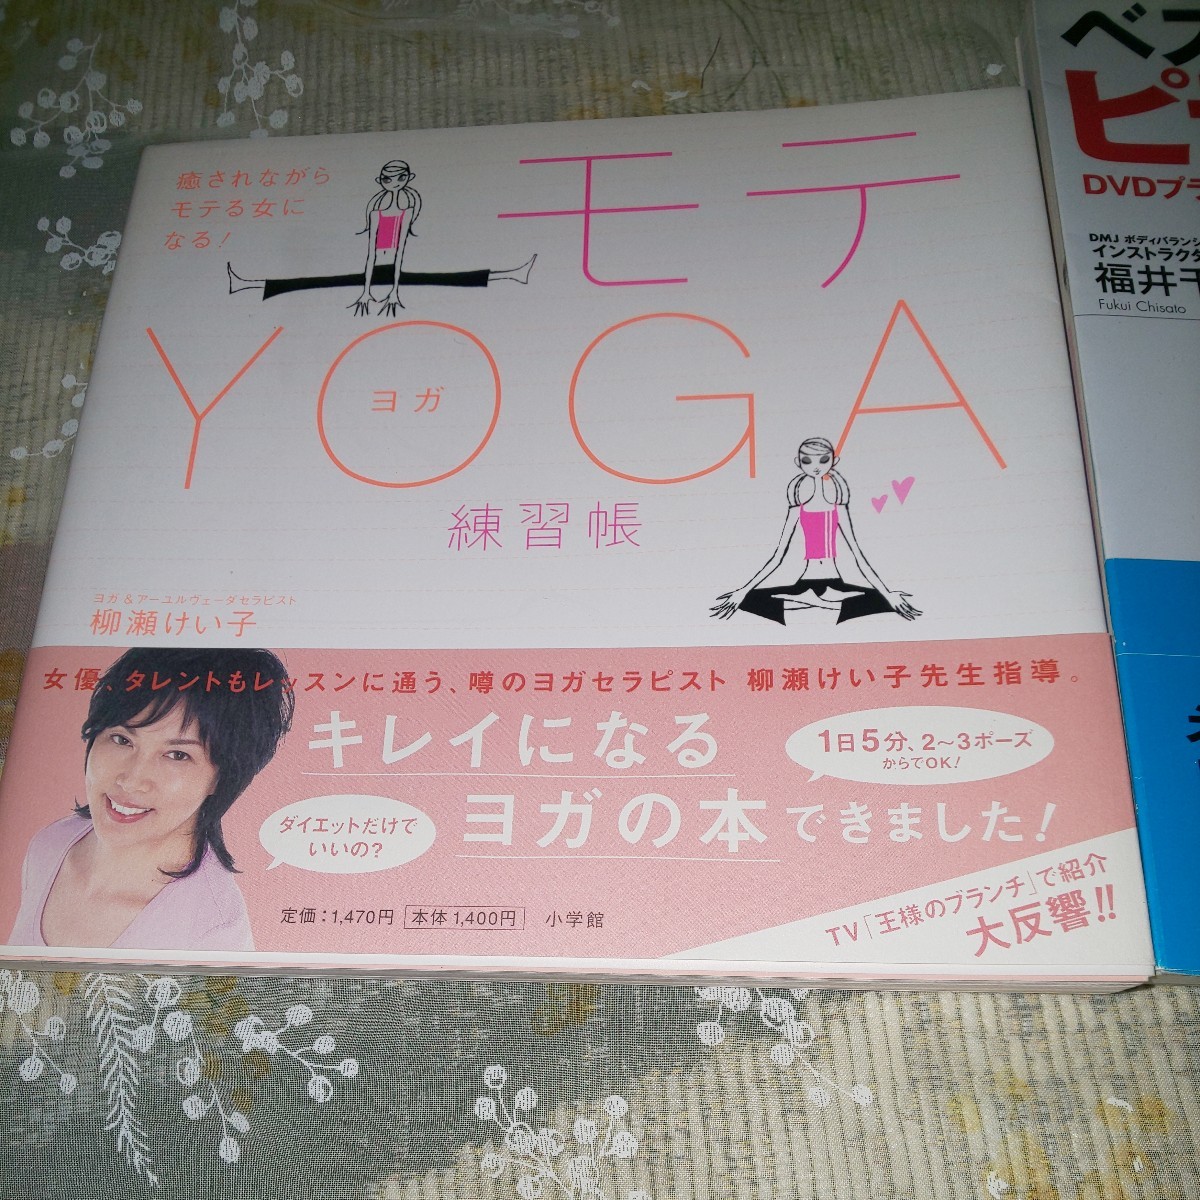 癒されながら
モテる女に
なる！
モテ
YOGA
ヨガ
練習帳
ヨガ＆アーユルヴェーダセラピスト
柳瀬けい子
女優、タレントもレッスンに通う、噂のヨガセラピスト 柳瀬けい子先生指導。
キレイになる
ヨガの本できました！
1日5分、2〜3ポーズ
からでOK！
ダイエットだけで
いいの？
定価：1,470円 本体1,400円 小学館
TV「王様のブランチ」で紹介
大反響!!
DMJ ボディバランス
インストラク
福井
Fukui Chisato